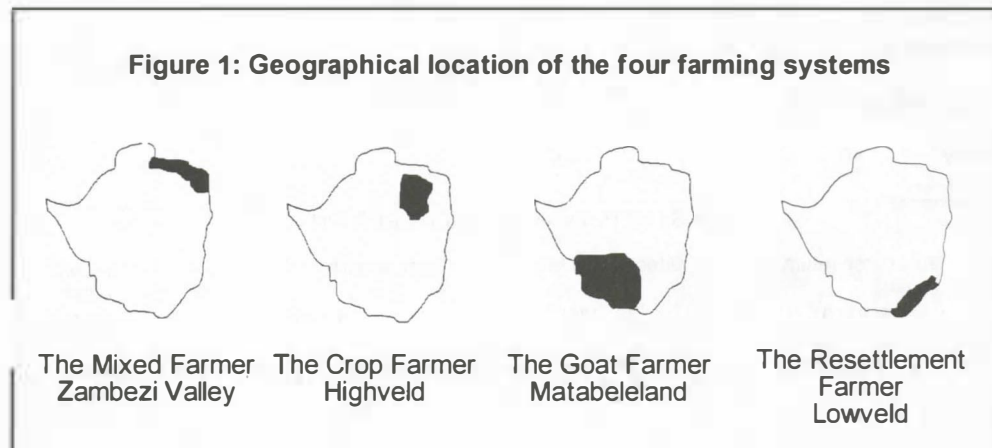 Figure 1: Geographical location of the four farming systems
The Mixed Farmer
Zambezi Valley
The Crop Farmer
Highveld
The Goat Farmer
Matabeleland
The Resettlement
Farmer
Lowveld